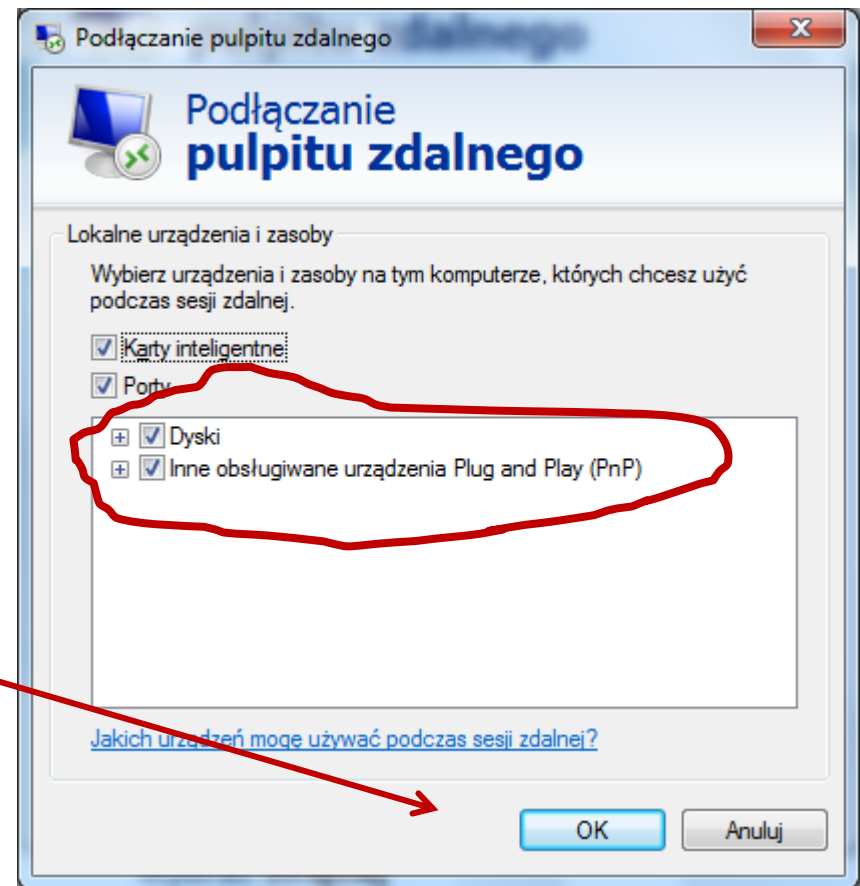 Podłączanie pulpitu zdalnego
Podłączanie
pulpitu zdalnego
Lokalne urządzenia i zasoby
Wybierz urządzenia i zasoby na tym komputerze, których chcesz użyć
podczas sesji zdalnej.
Karty inteligentne
Porty
Dyski
Inne obsługiwane urządzenia Plug and Play (PnP)
Jakich urządzeń mogę używać podczas sesji zdalnej?
OK
Anuluj